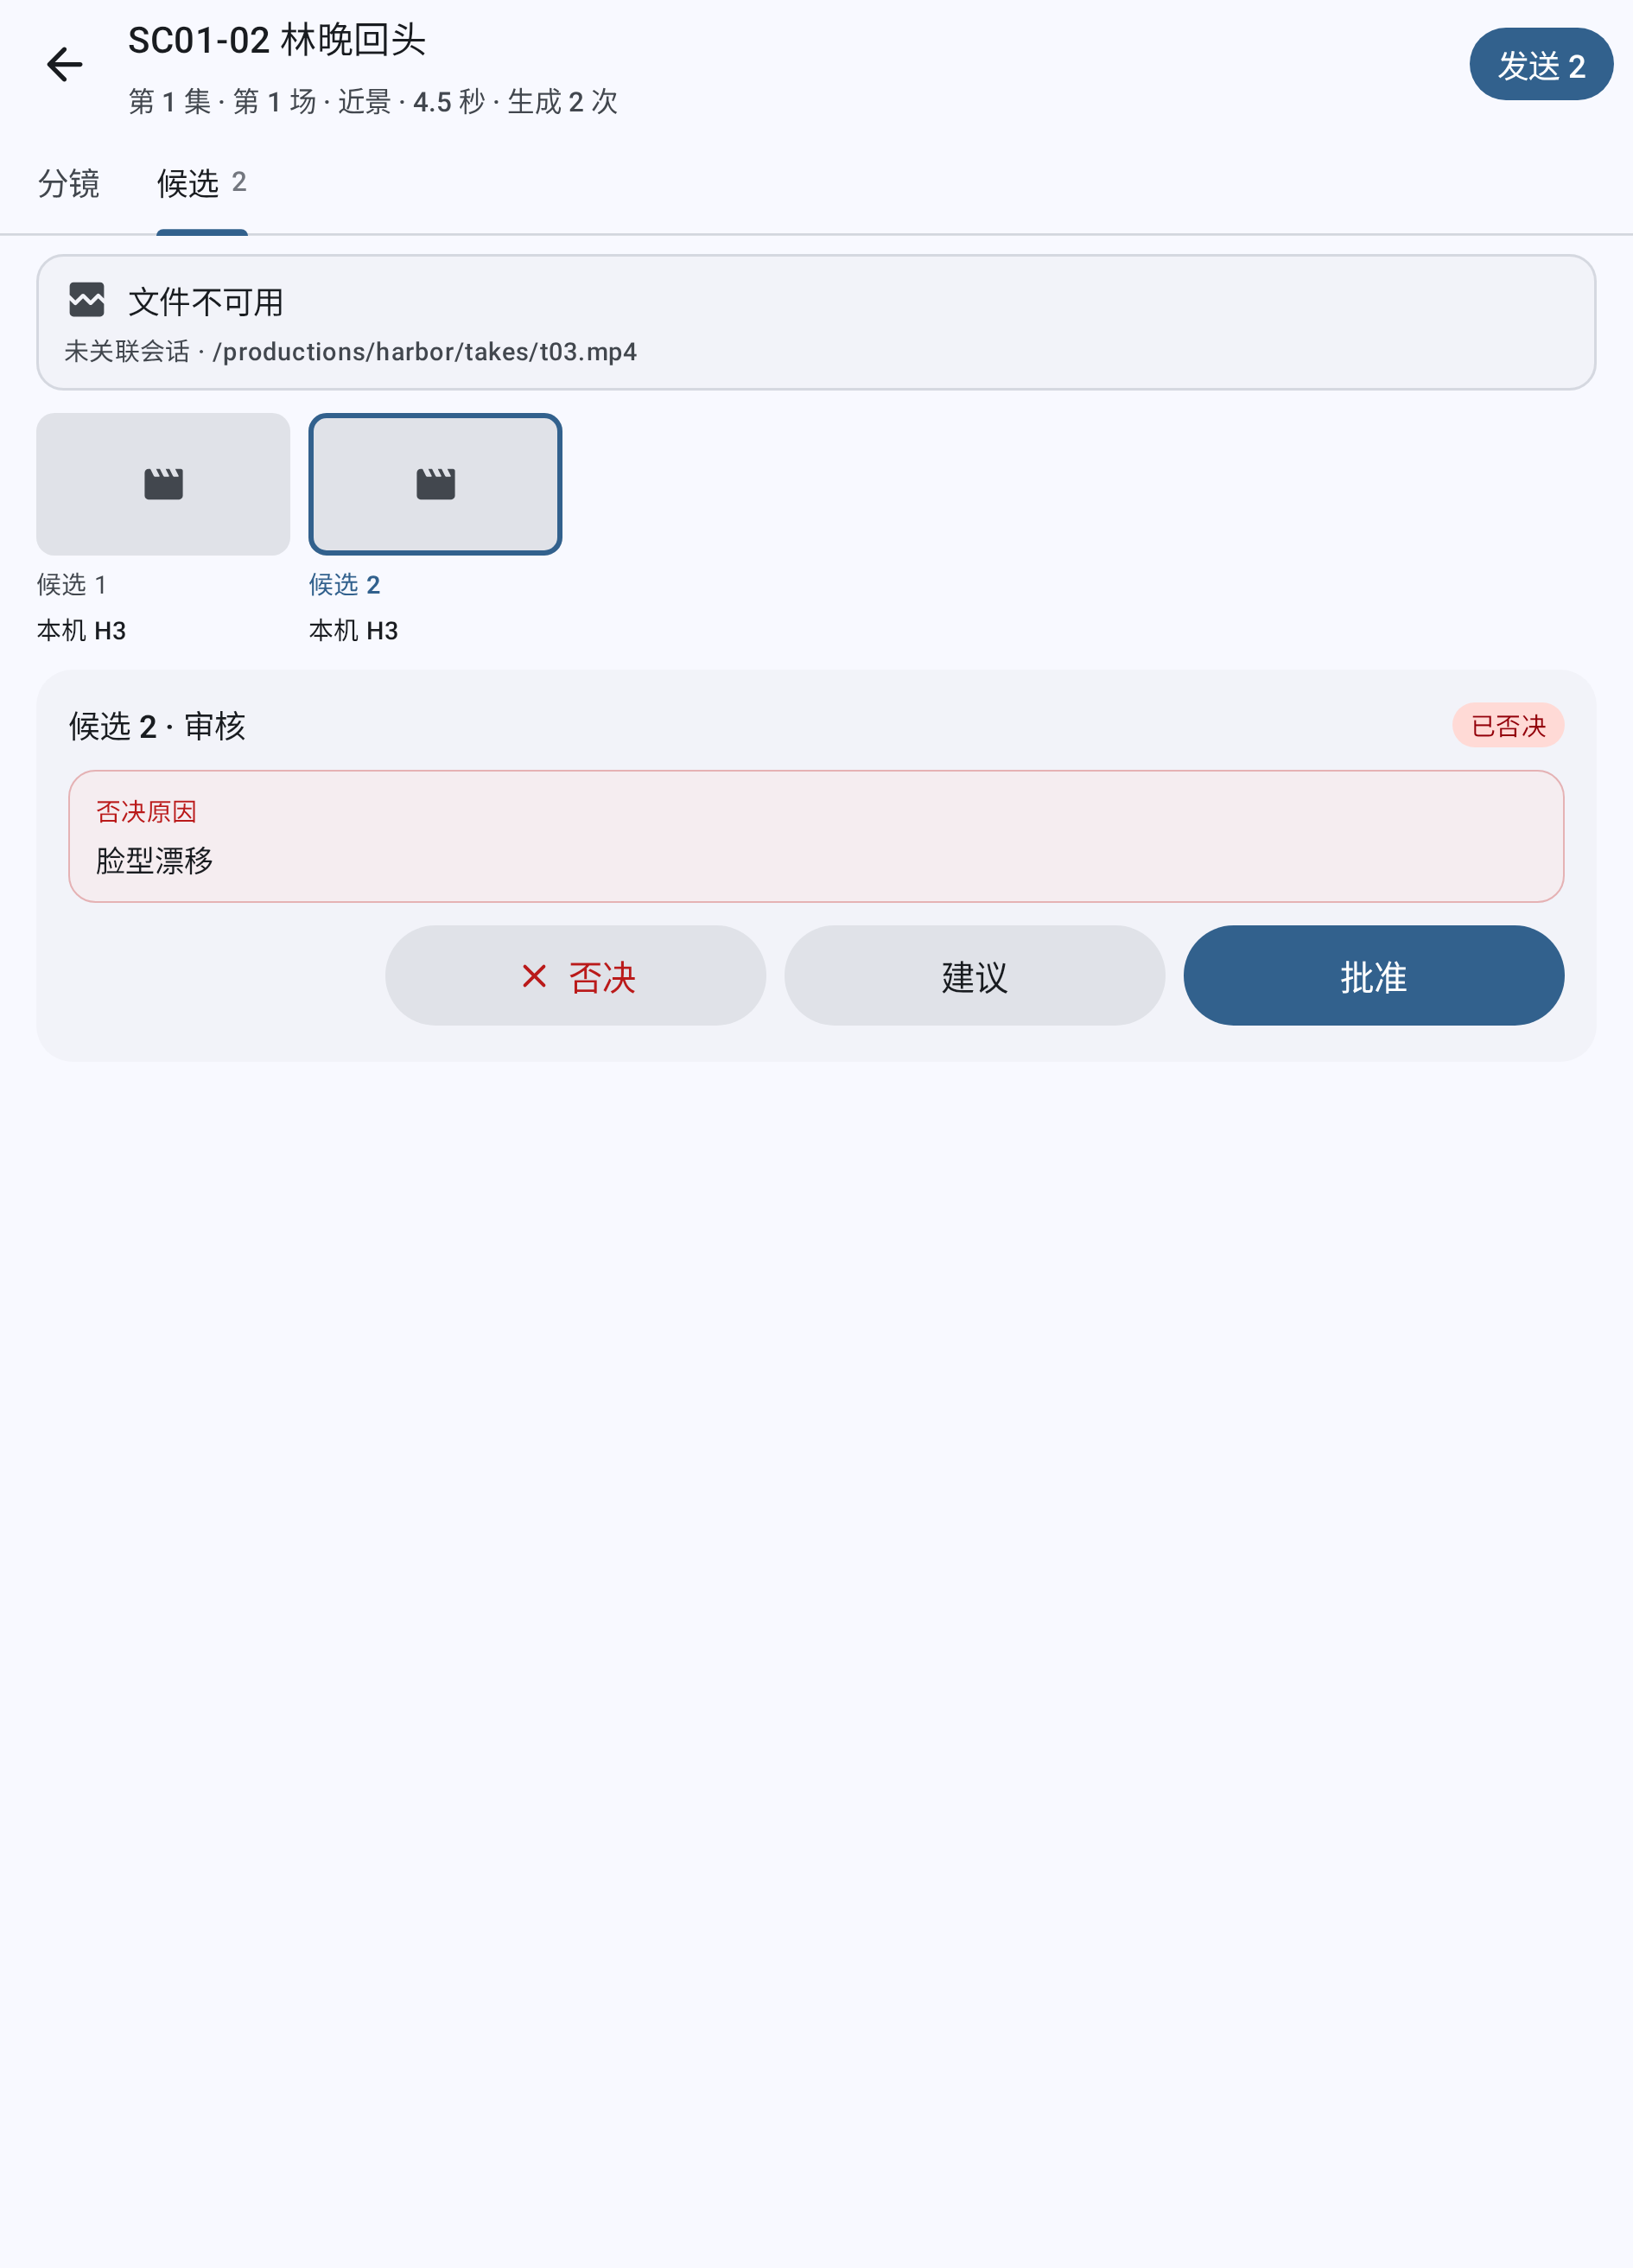 SC01-02 林晚回头
第 1 集 · 第 1 场 · 近景 · 4.5 秒 · 生成 2 次
发送 2
分镜
候选 2
文件不可用
未关联会话 · /productions/harbor/takes/t03.mp4
候选 1
本机 H3
候选 2
本机 H3
候选 2 · 审核
已否决
否决原因
脸型漂移
否决
建议
批准